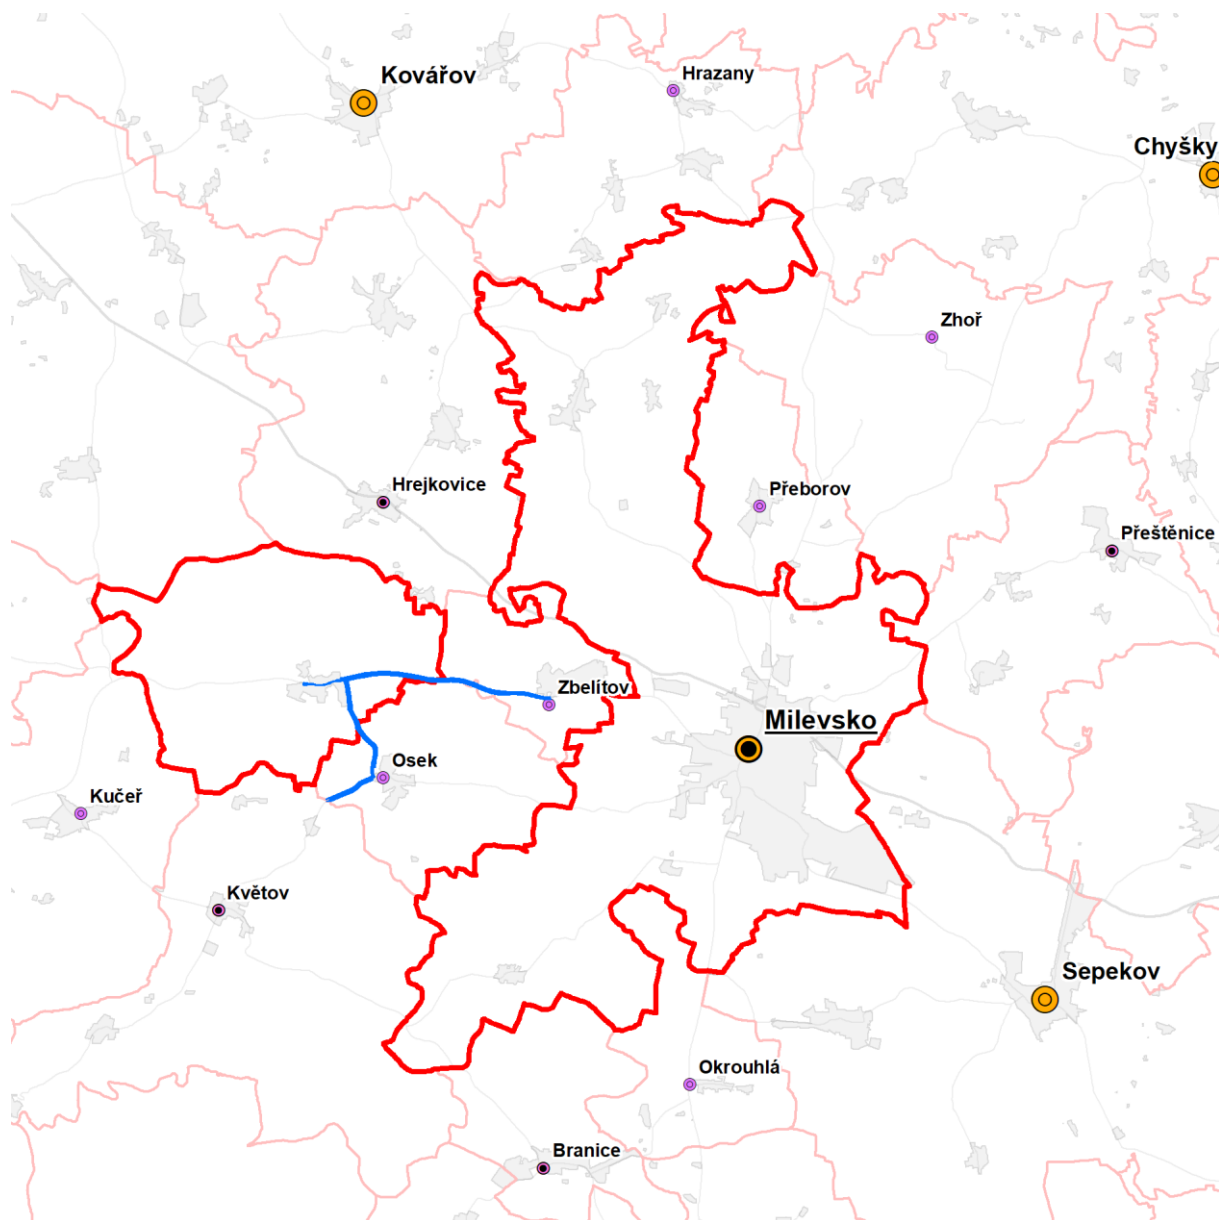 Kovářov
Hrazany
Chyšky
Zhoř
Hrejkovice
Přeborov
Přeštěnice
Zbelítov
Milevsko
Osek
Kučeř
Květov
Sepekov
Okrouhlá
Branice